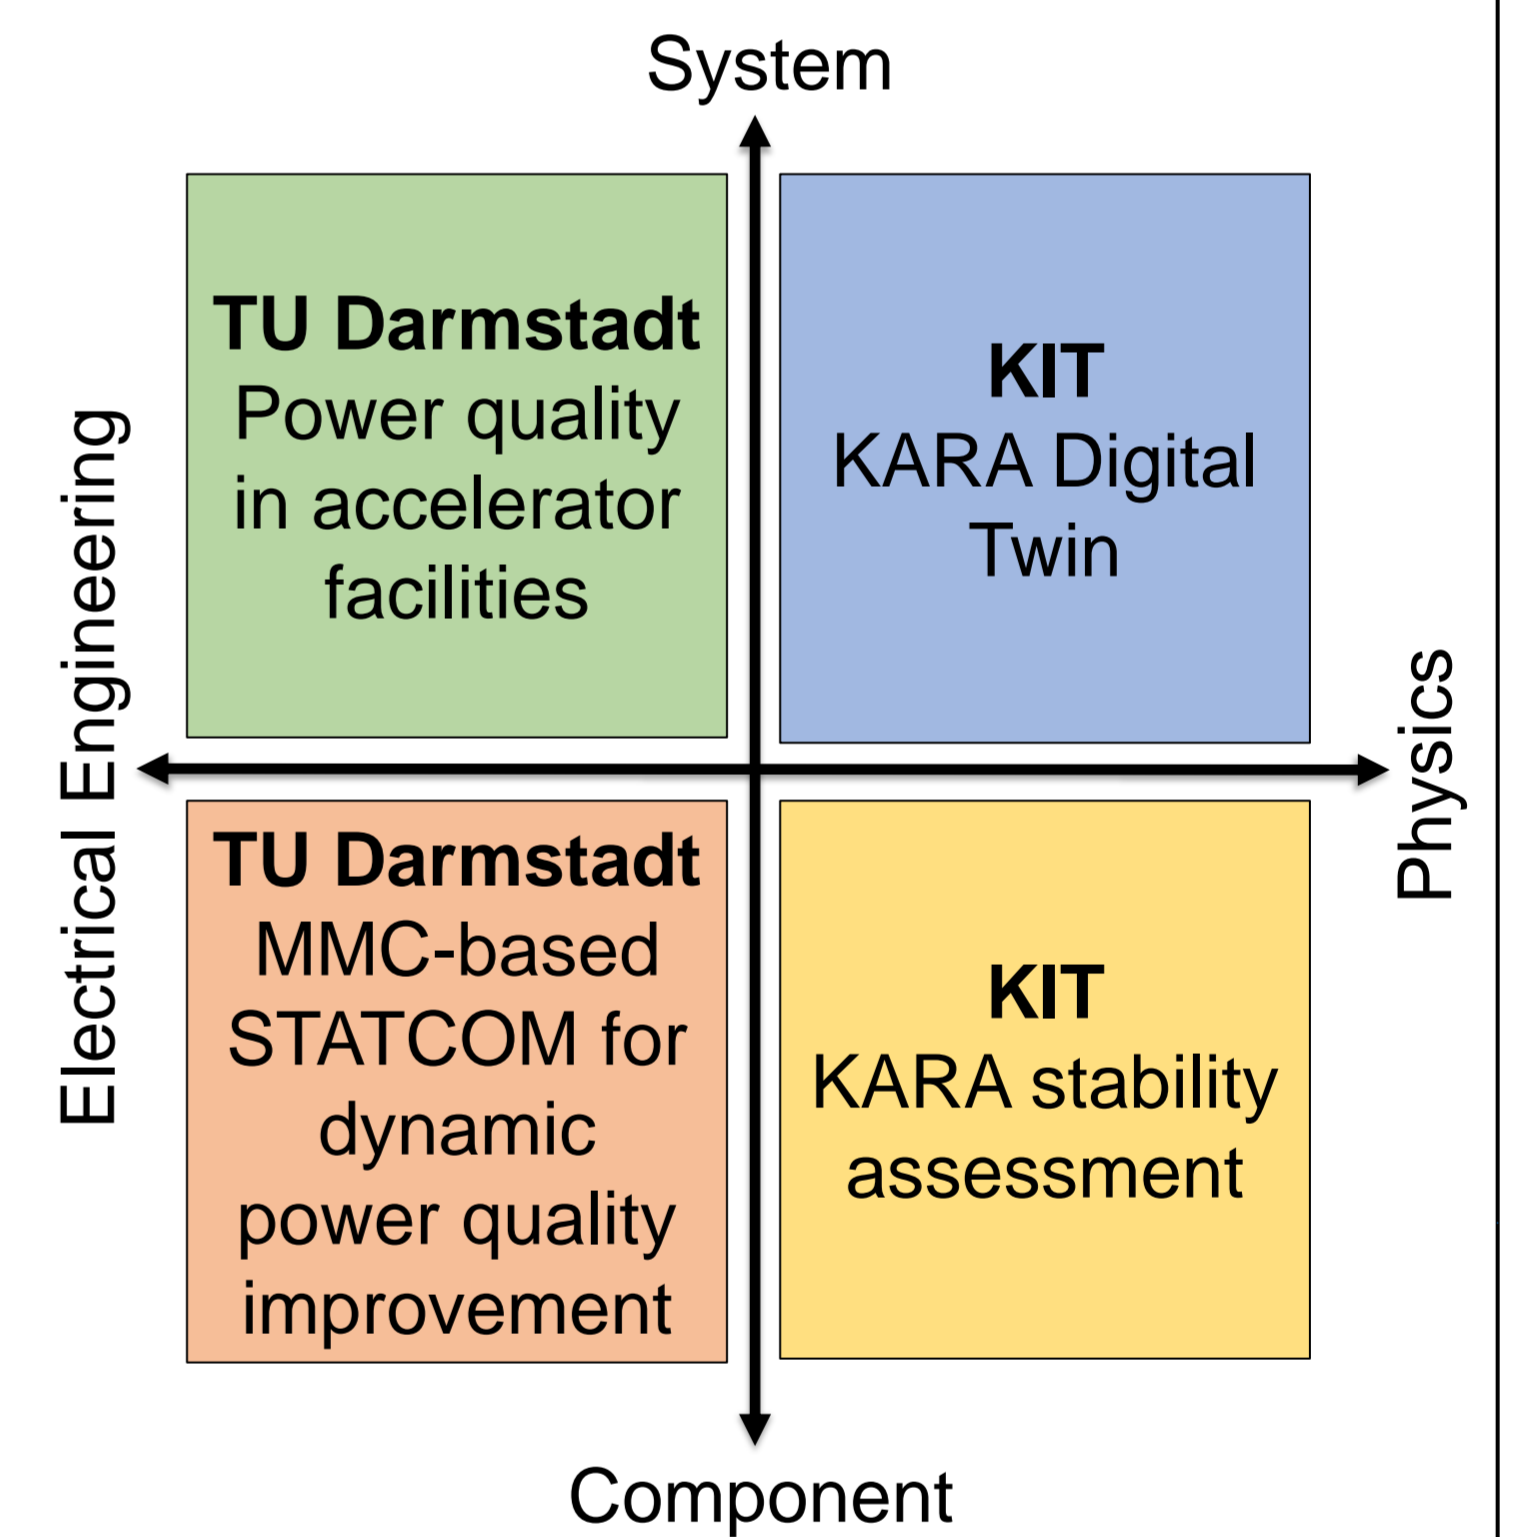 System
TU Darmstadt
Power quality
in accelerator
facilities
KIT
KARA Digital
Twin
Electrical Engineering
Physics
TU Darmstadt
MMC-based
STATCOM for
dynamic
power quality
improvement
KIT
KARA stability
assessment
Component